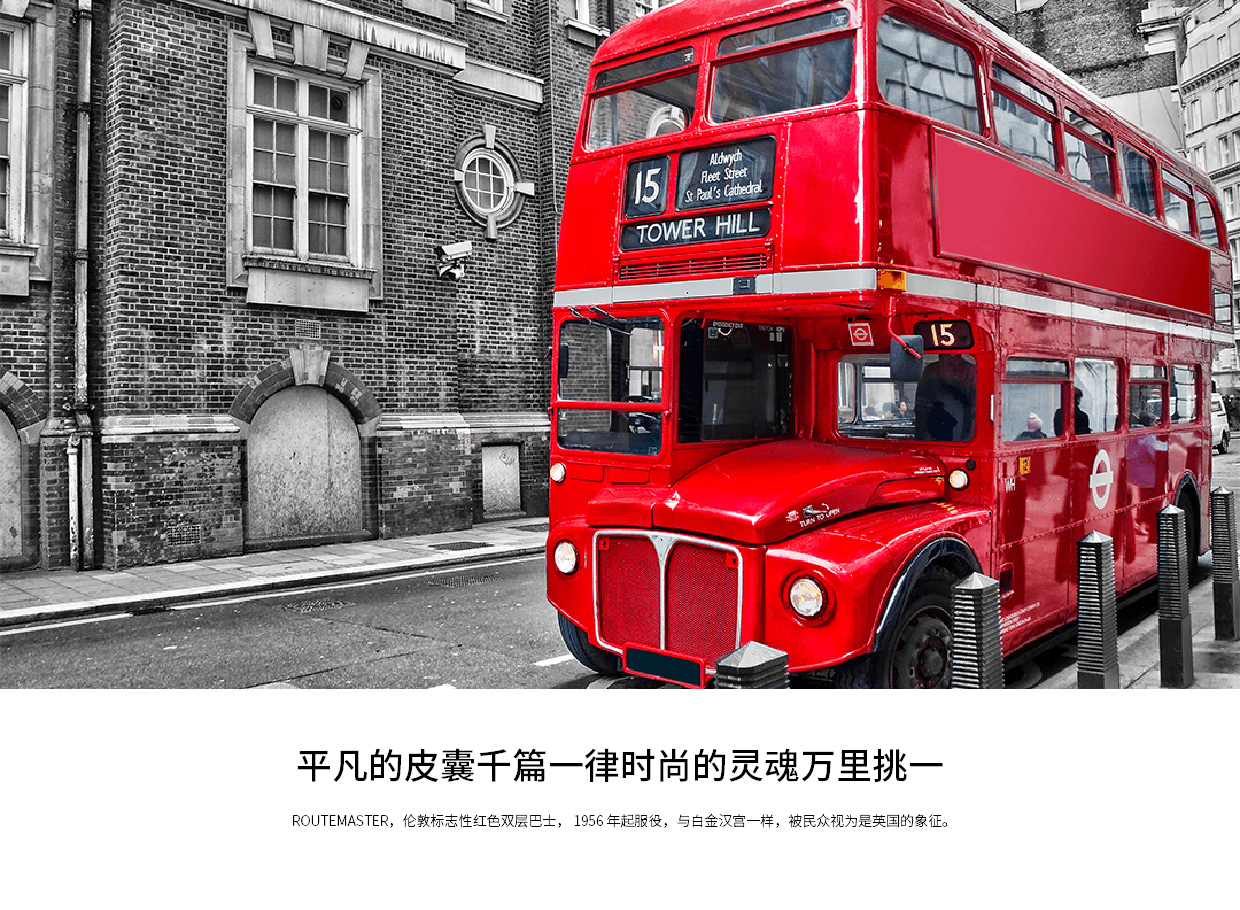 15
Aldwych
Fleet Street
St Paul's Cathedral
TOWER HILL
15
TURN TO OPEN
平凡的皮囊千篇一律时尚的灵魂万里挑一
ROUTEMASTER，伦敦标志性红色双层巴士， 1956 年起服役，与白金汉宫一样，被民众视为是英国的象征。